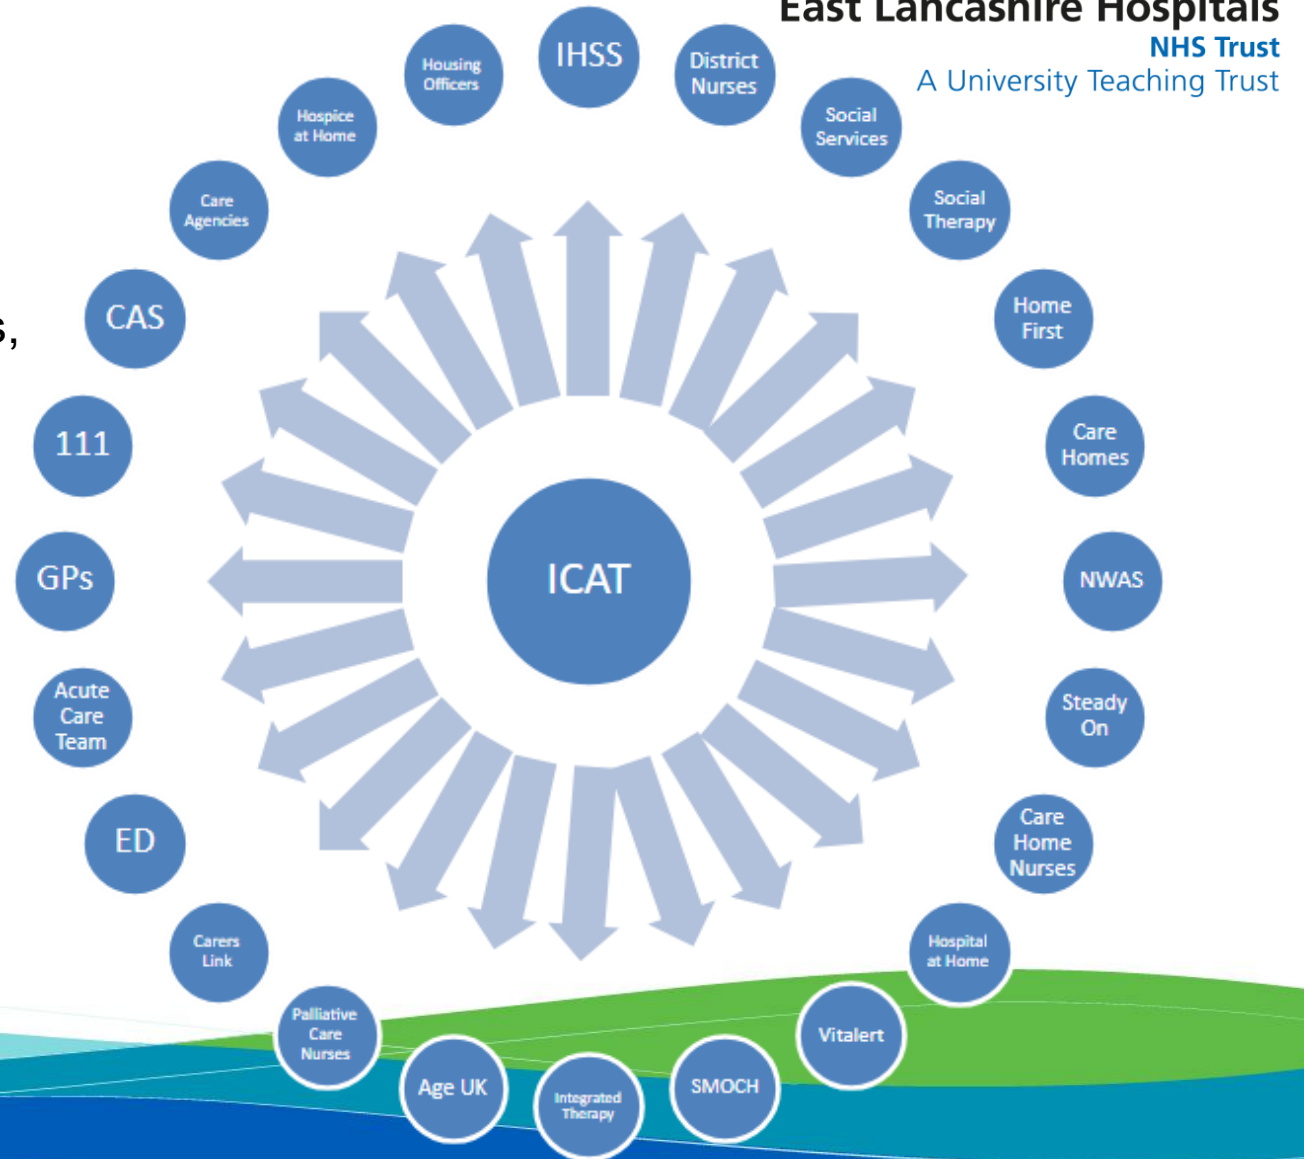 East Lancashire Hospitals
NHS Trust
A University Teaching Trust
IHSS
District
Nurses
Social
Services
Social
Therapy
Home
First
Care
Homes
NWAS
Steady
On
Care
Home
Nurses
Hospital
at Home
Vitalert
SMOCH
Integrated
Therapy
Age UK
Palliative
Care
Nurses
Carers
Link
ED
Acute
Care
Team
GPs
111
CAS
Care
Agencies
Hospice
at Home
Housing
Officers
ICAT